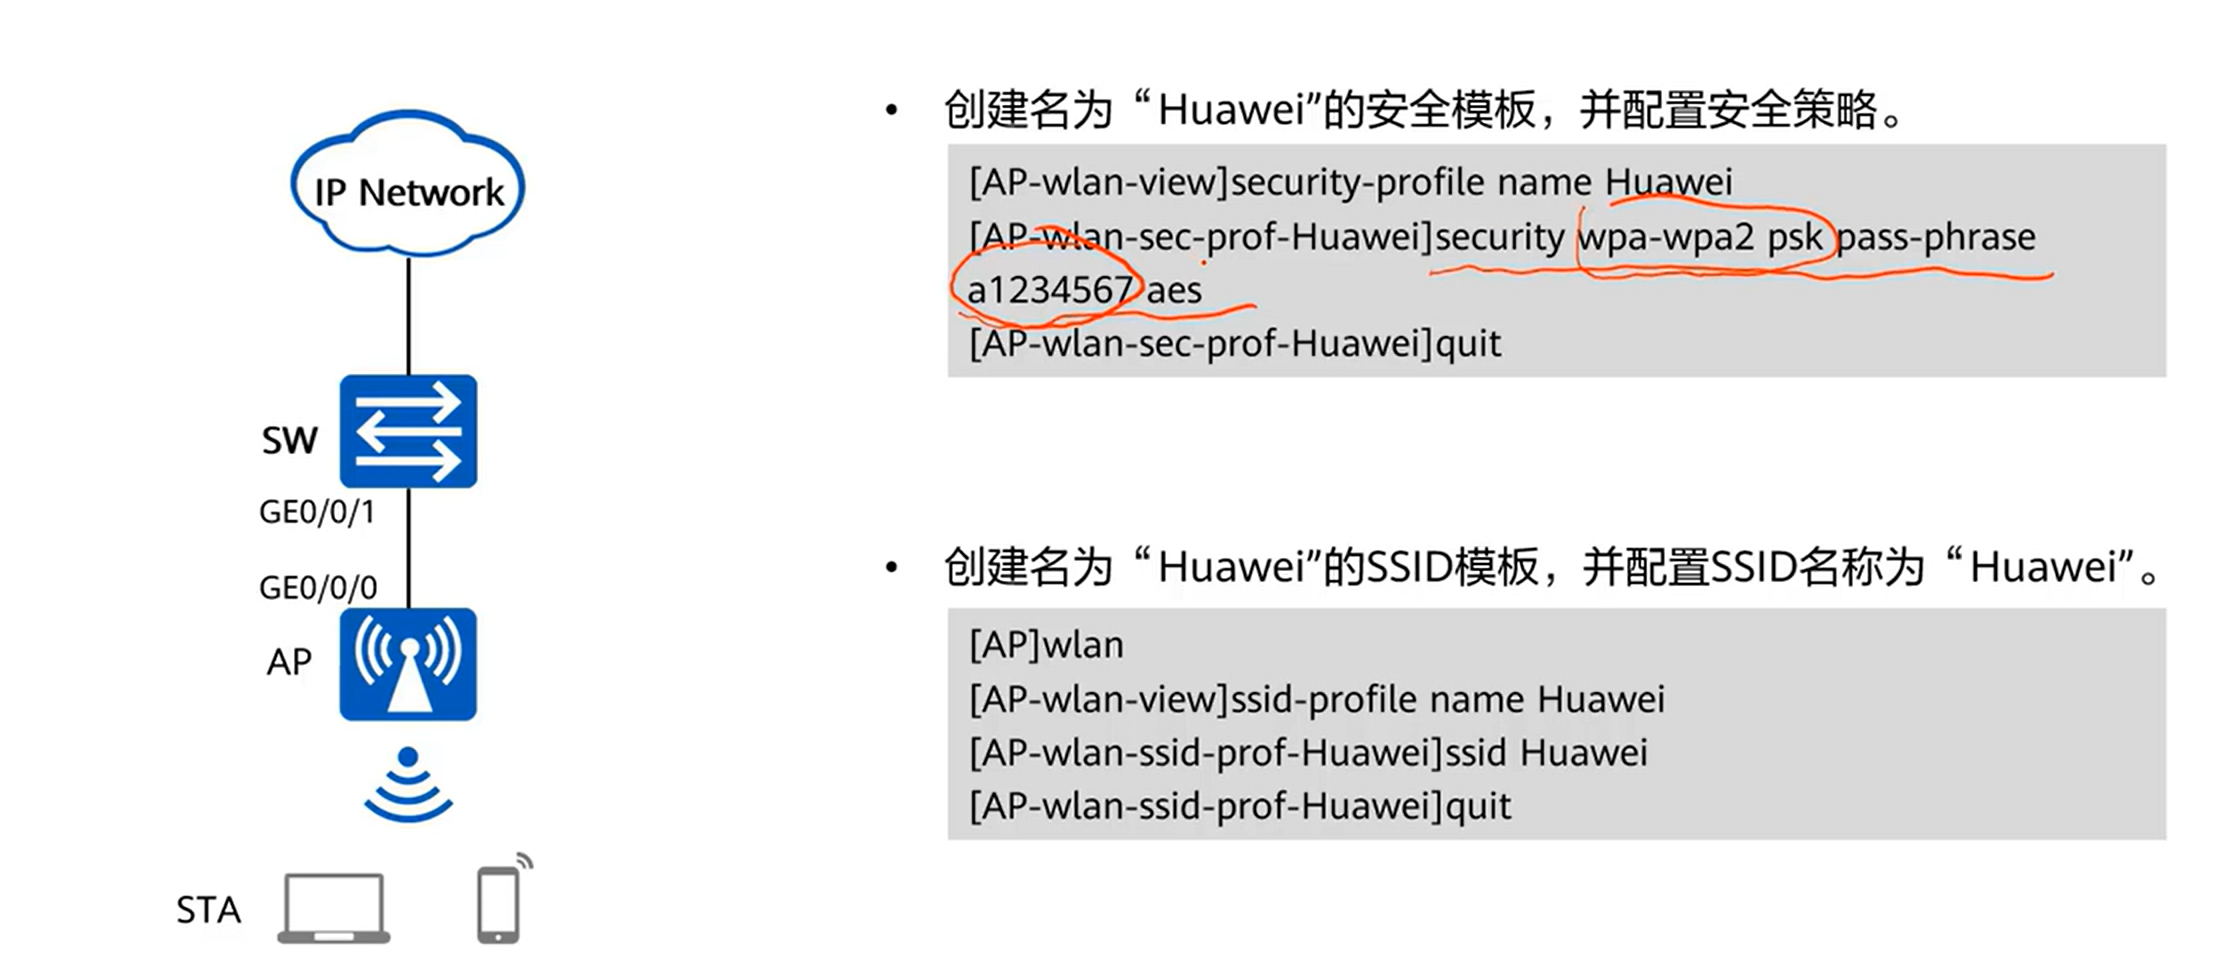 IP Network
SW
GE0/0/1
GE0/0/0
AP
STA
• 创建名为“Huawei”的安全模板，并配置安全策略。
[AP-wlan-view]security-profile name Huawei
[AP-wlan-sec-prof-Huawei]security wpa-wpa2 psk pass-phrase
a1234567 aes
[AP-wlan-sec-prof-Huawei]quit
• 创建名为“Huawei”的SSID模板，并配置SSID名称为“Huawei”。
[AP]wlan
[AP-wlan-view]ssid-profile name Huawei
[AP-wlan-ssid-prof-Huawei]ssid Huawei
[AP-wlan-ssid-prof-Huawei]quit